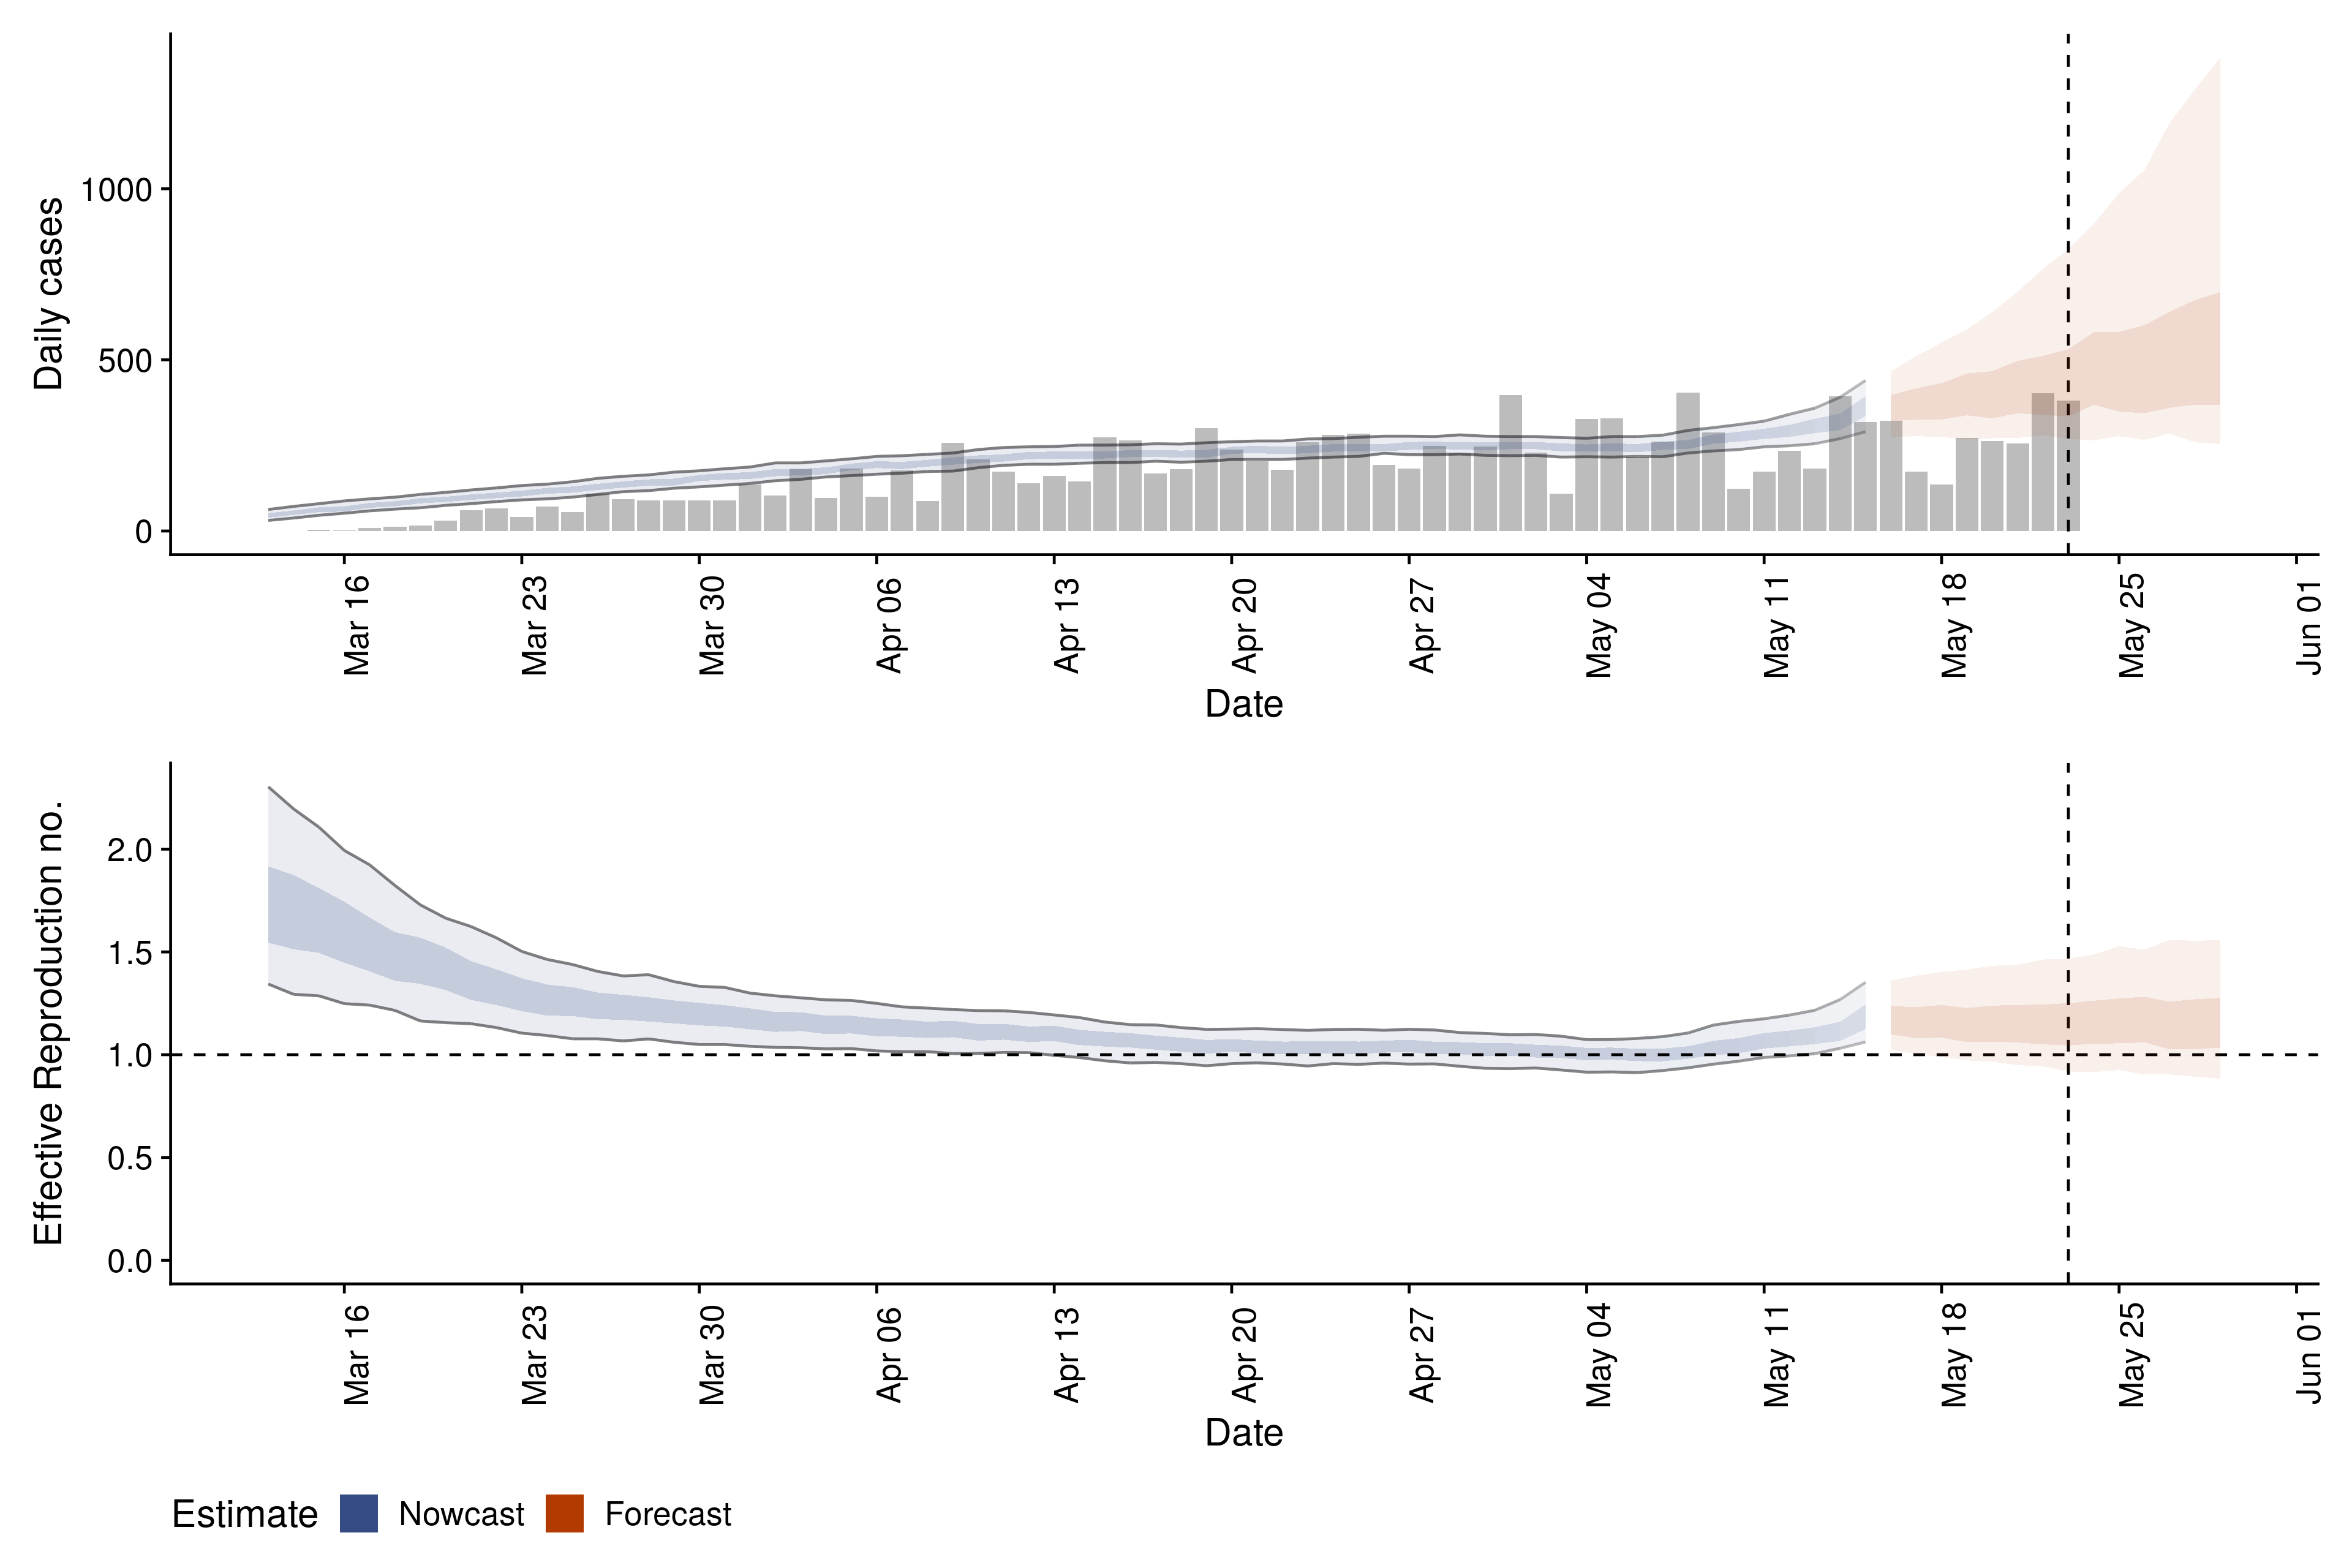 Daily cases
1000
500
0
Mar 16
Mar 23
Mar 30
Apr 06
Apr 13
Apr 20
Apr 27
May 04
May 11
May 18
May 25
Jun 01
Date
Effective Reproduction no.
2.0
1.5
1.0
0.5
0.0
Mar 16
Mar 23
Mar 30
Apr 06
Apr 13
Apr 20
Apr 27
May 04
May 11
May 18
May 25
Jun 01
Date
Estimate Nowcast Forecast